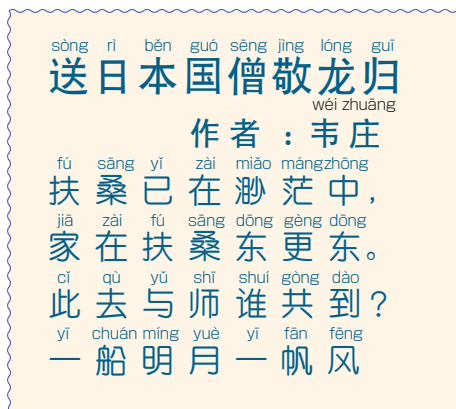 sòng rì běn guó sēng jìng lóng guī
送日本国僧敬龙归
wéi zhuāng
作者：韦庄
fú sāng yǐ zài miǎo máng zhōng
扶桑已在渺茫中，
jiā zài fú sāng dōng gèng dōng
家在扶桑东更东。
cǐ qù yǔ shī shuí gòng dào
此去与师谁共到？
yī chuán míng yuè yī fān fēng
一船明月一帆风